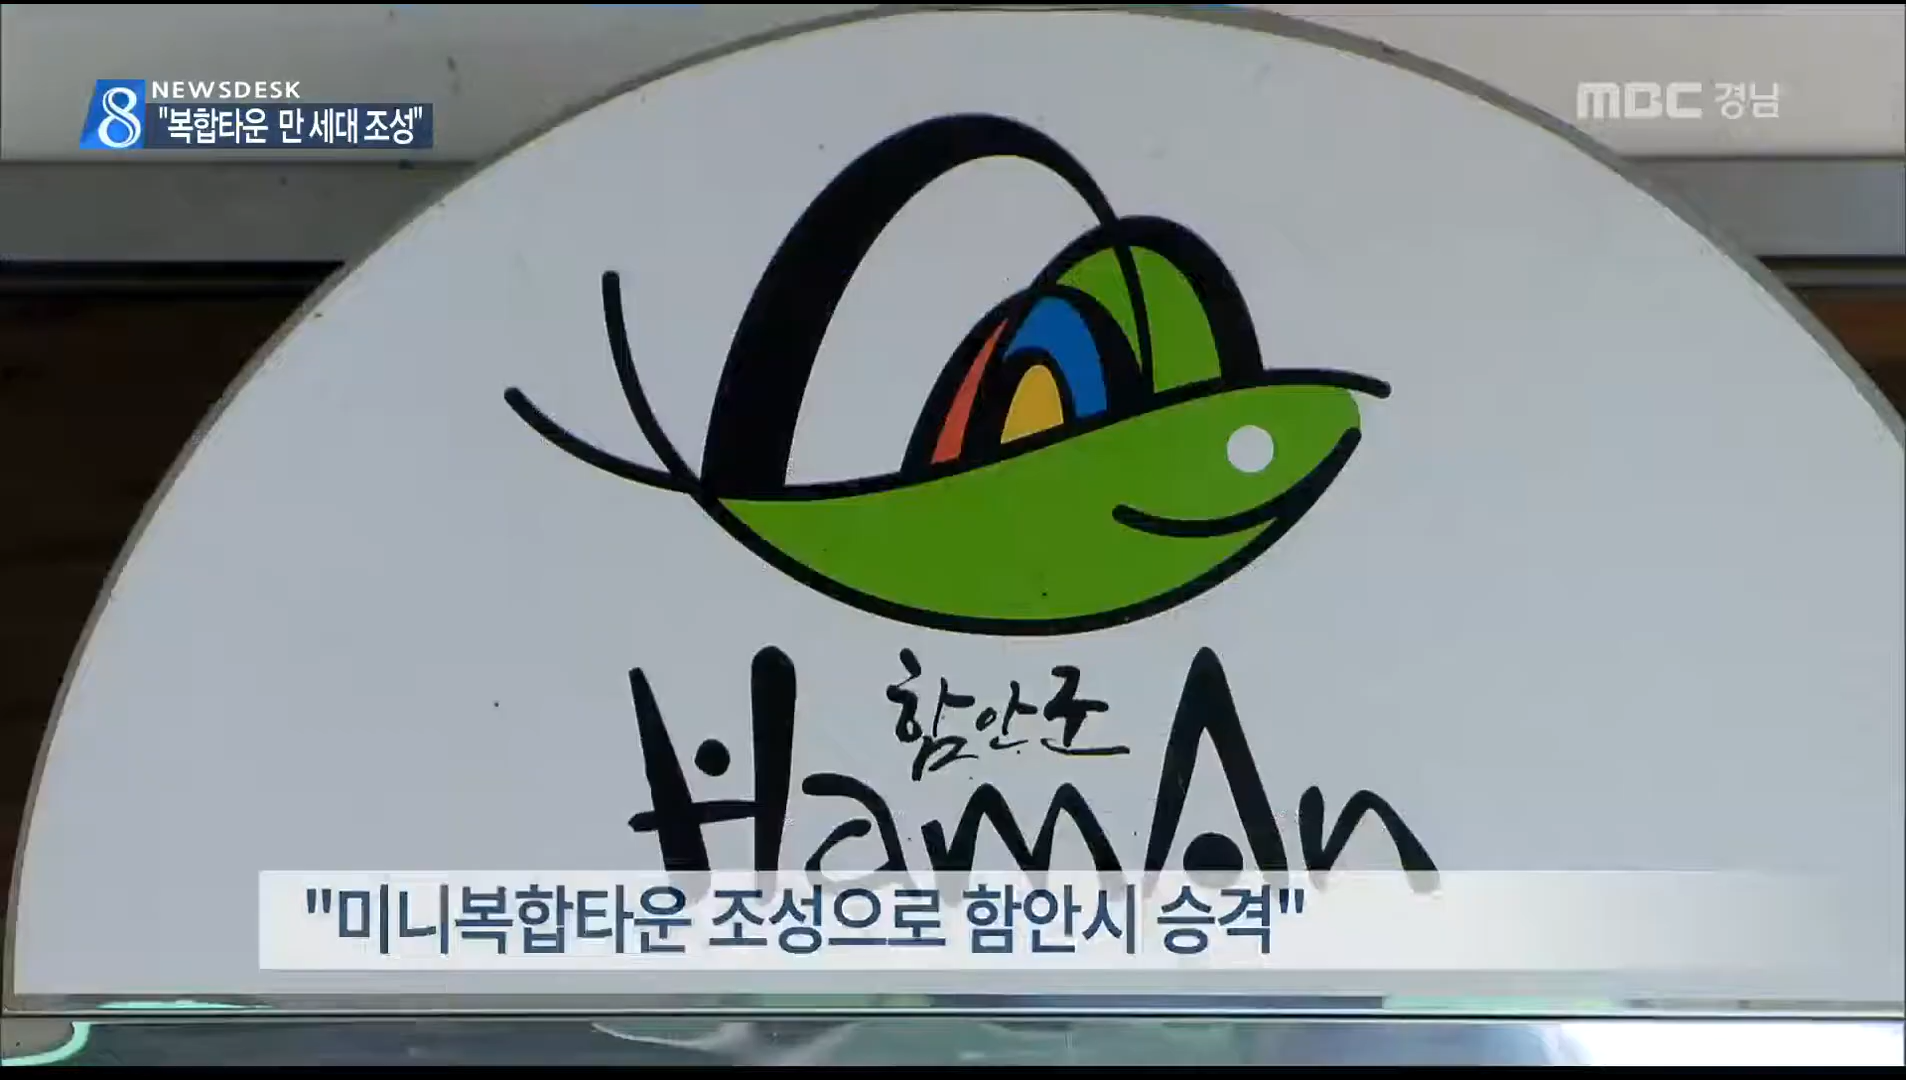 NEWSDESK
8 "복합타운 만 세대 조성"
MBC 경남
함안군
HamAn
"미니복합타운 조성으로 함안시 승격"